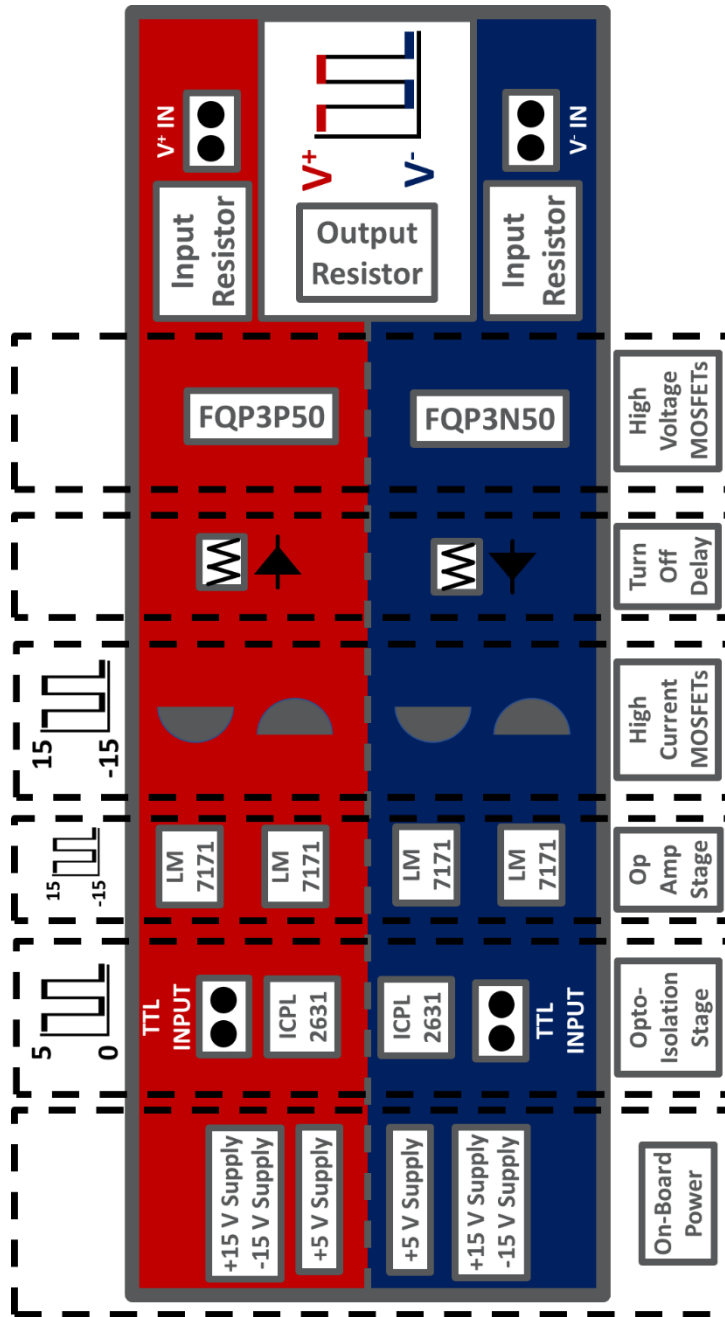 +15 V Supply
-15 V Supply
+5 V Supply
+5 V Supply
+15 V Supply
-15 V Supply
On-Board
Power
5
0
TTL
INPUT
ICPL
2631
ICPL
2631
TTL
INPUT
Opto-
Isolation
Stage
15
-15
LM
7171
LM
7171
LM
7171
LM
7171
Op
Amp
Stage
15
-15
High
Current
MOSFETs
Turn
Off
Delay
FQP3P50
FQP3N50
High
Voltage
MOSFETs
Input
Resistor
V⁺ IN
Output
Resistor
V⁺
V⁻
Input
Resistor
V⁻ IN